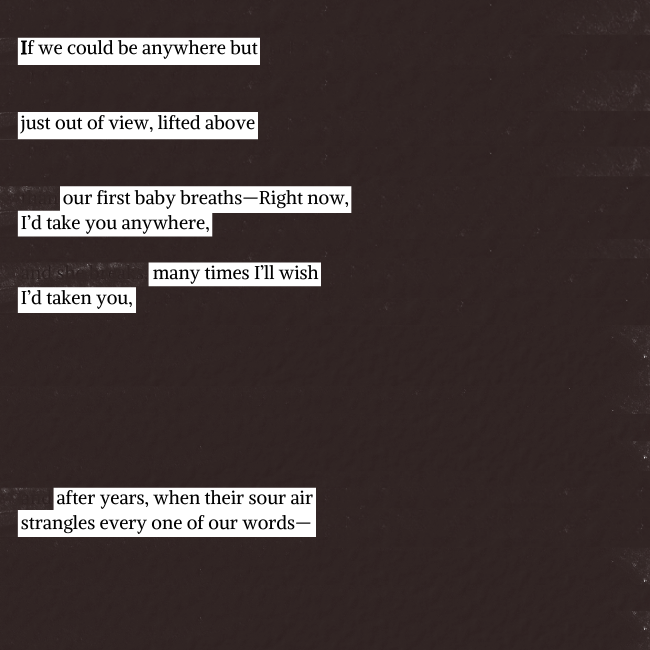 If we could be anywhere but
just out of view, lifted above
our first baby breaths—Right now,
I’d take you anywhere,
many times I’ll wish
I’d taken you,
after years, when their sour air
strangles every one of our words—